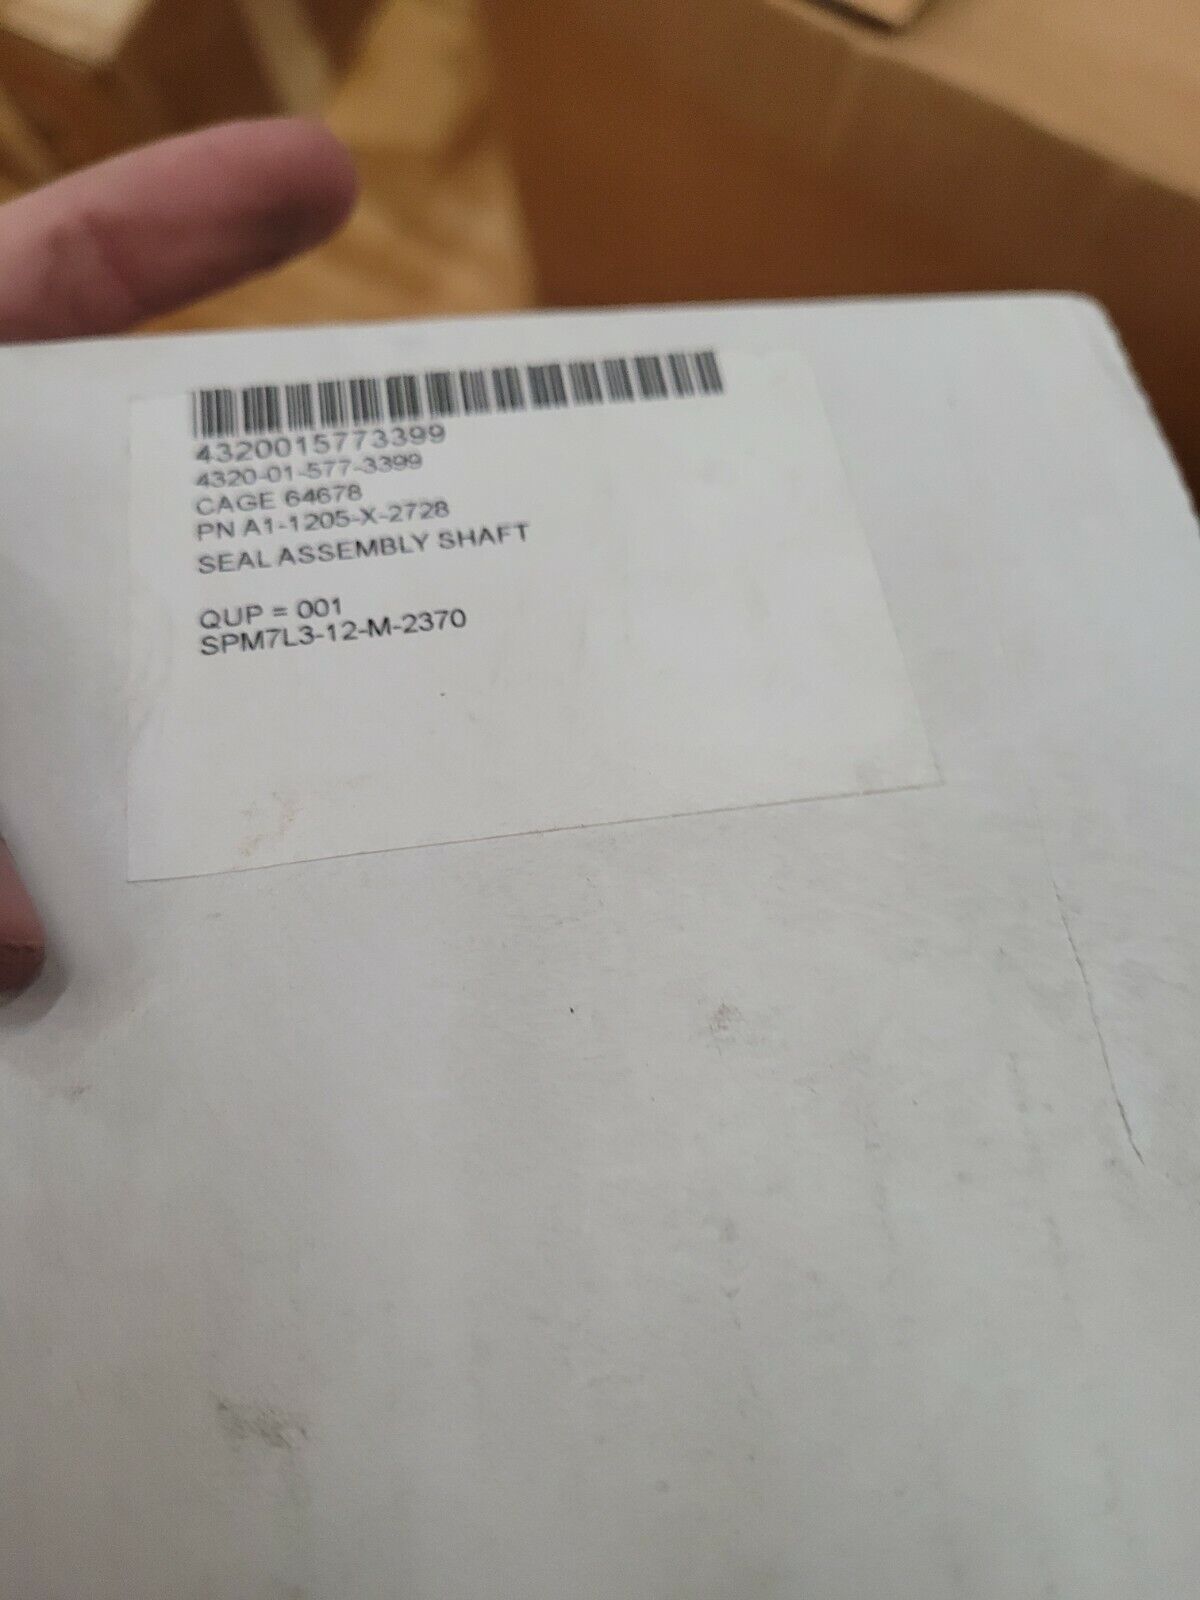 4320015773399
4320-01-577-3399
CAGE 64678
PN A1-1205-X-2728
SEAL ASSEMBLY SHAFT
QUP = 001
SPM7L3-12-M-2370